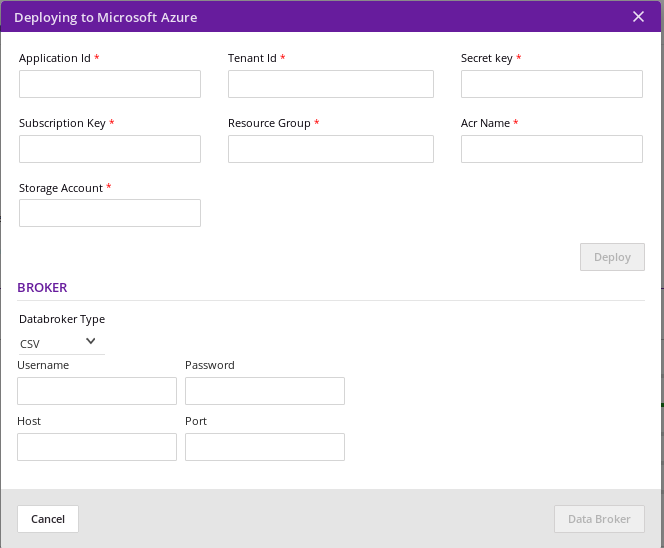 Deploying to Microsoft Azure
Application Id * Tenant Id * Secret key *
Subscription Key * Resource Group * Acr Name *
Storage Account *
Deploy
BROKER
Databroker Type
CSV
Username Password
Host Port
Cancel Data Broker